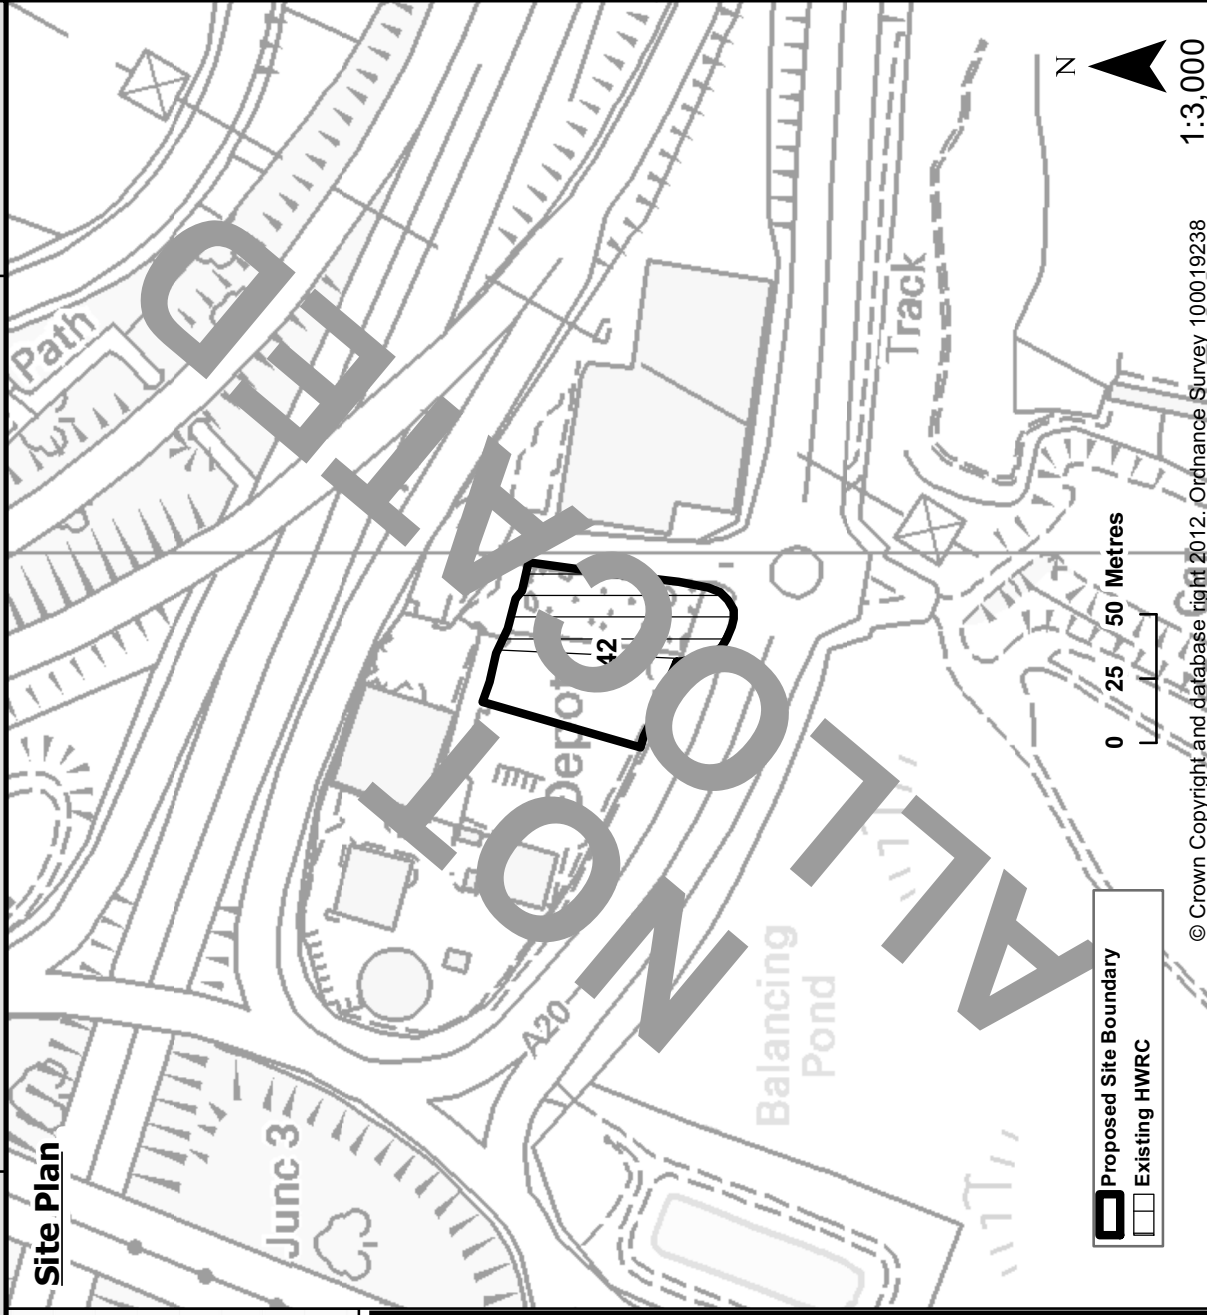 Site Plan
Path
Junc 3
A20
Depot
42
Track
Balancing
Pond
NOT
ALLOCATED
N
1:3,000
0 25 50 Metres
Proposed Site Boundary
Existing HWRC
© Crown Copyright and database right 2012. Ordnance Survey 100019238